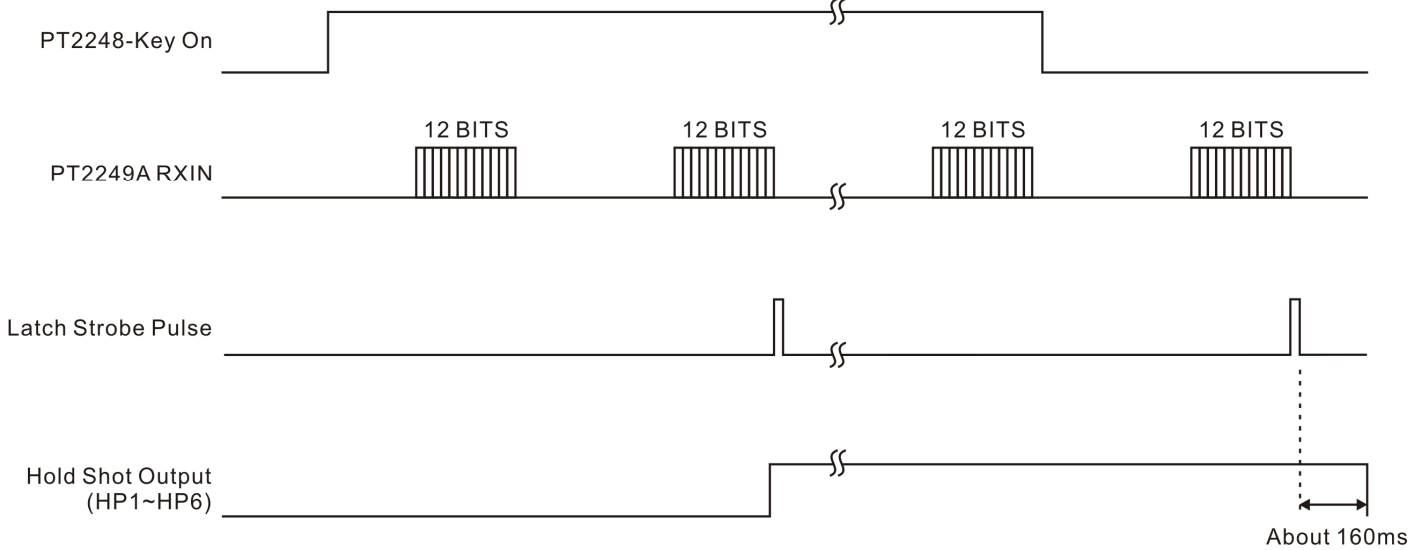 PT2248-Key On
12 BITS 12 BITS 12 BITS 12 BITS
PT2249A RXIN
Latch Strobe Pulse
Hold Shot Output
(HP1~HP6)
About 160ms